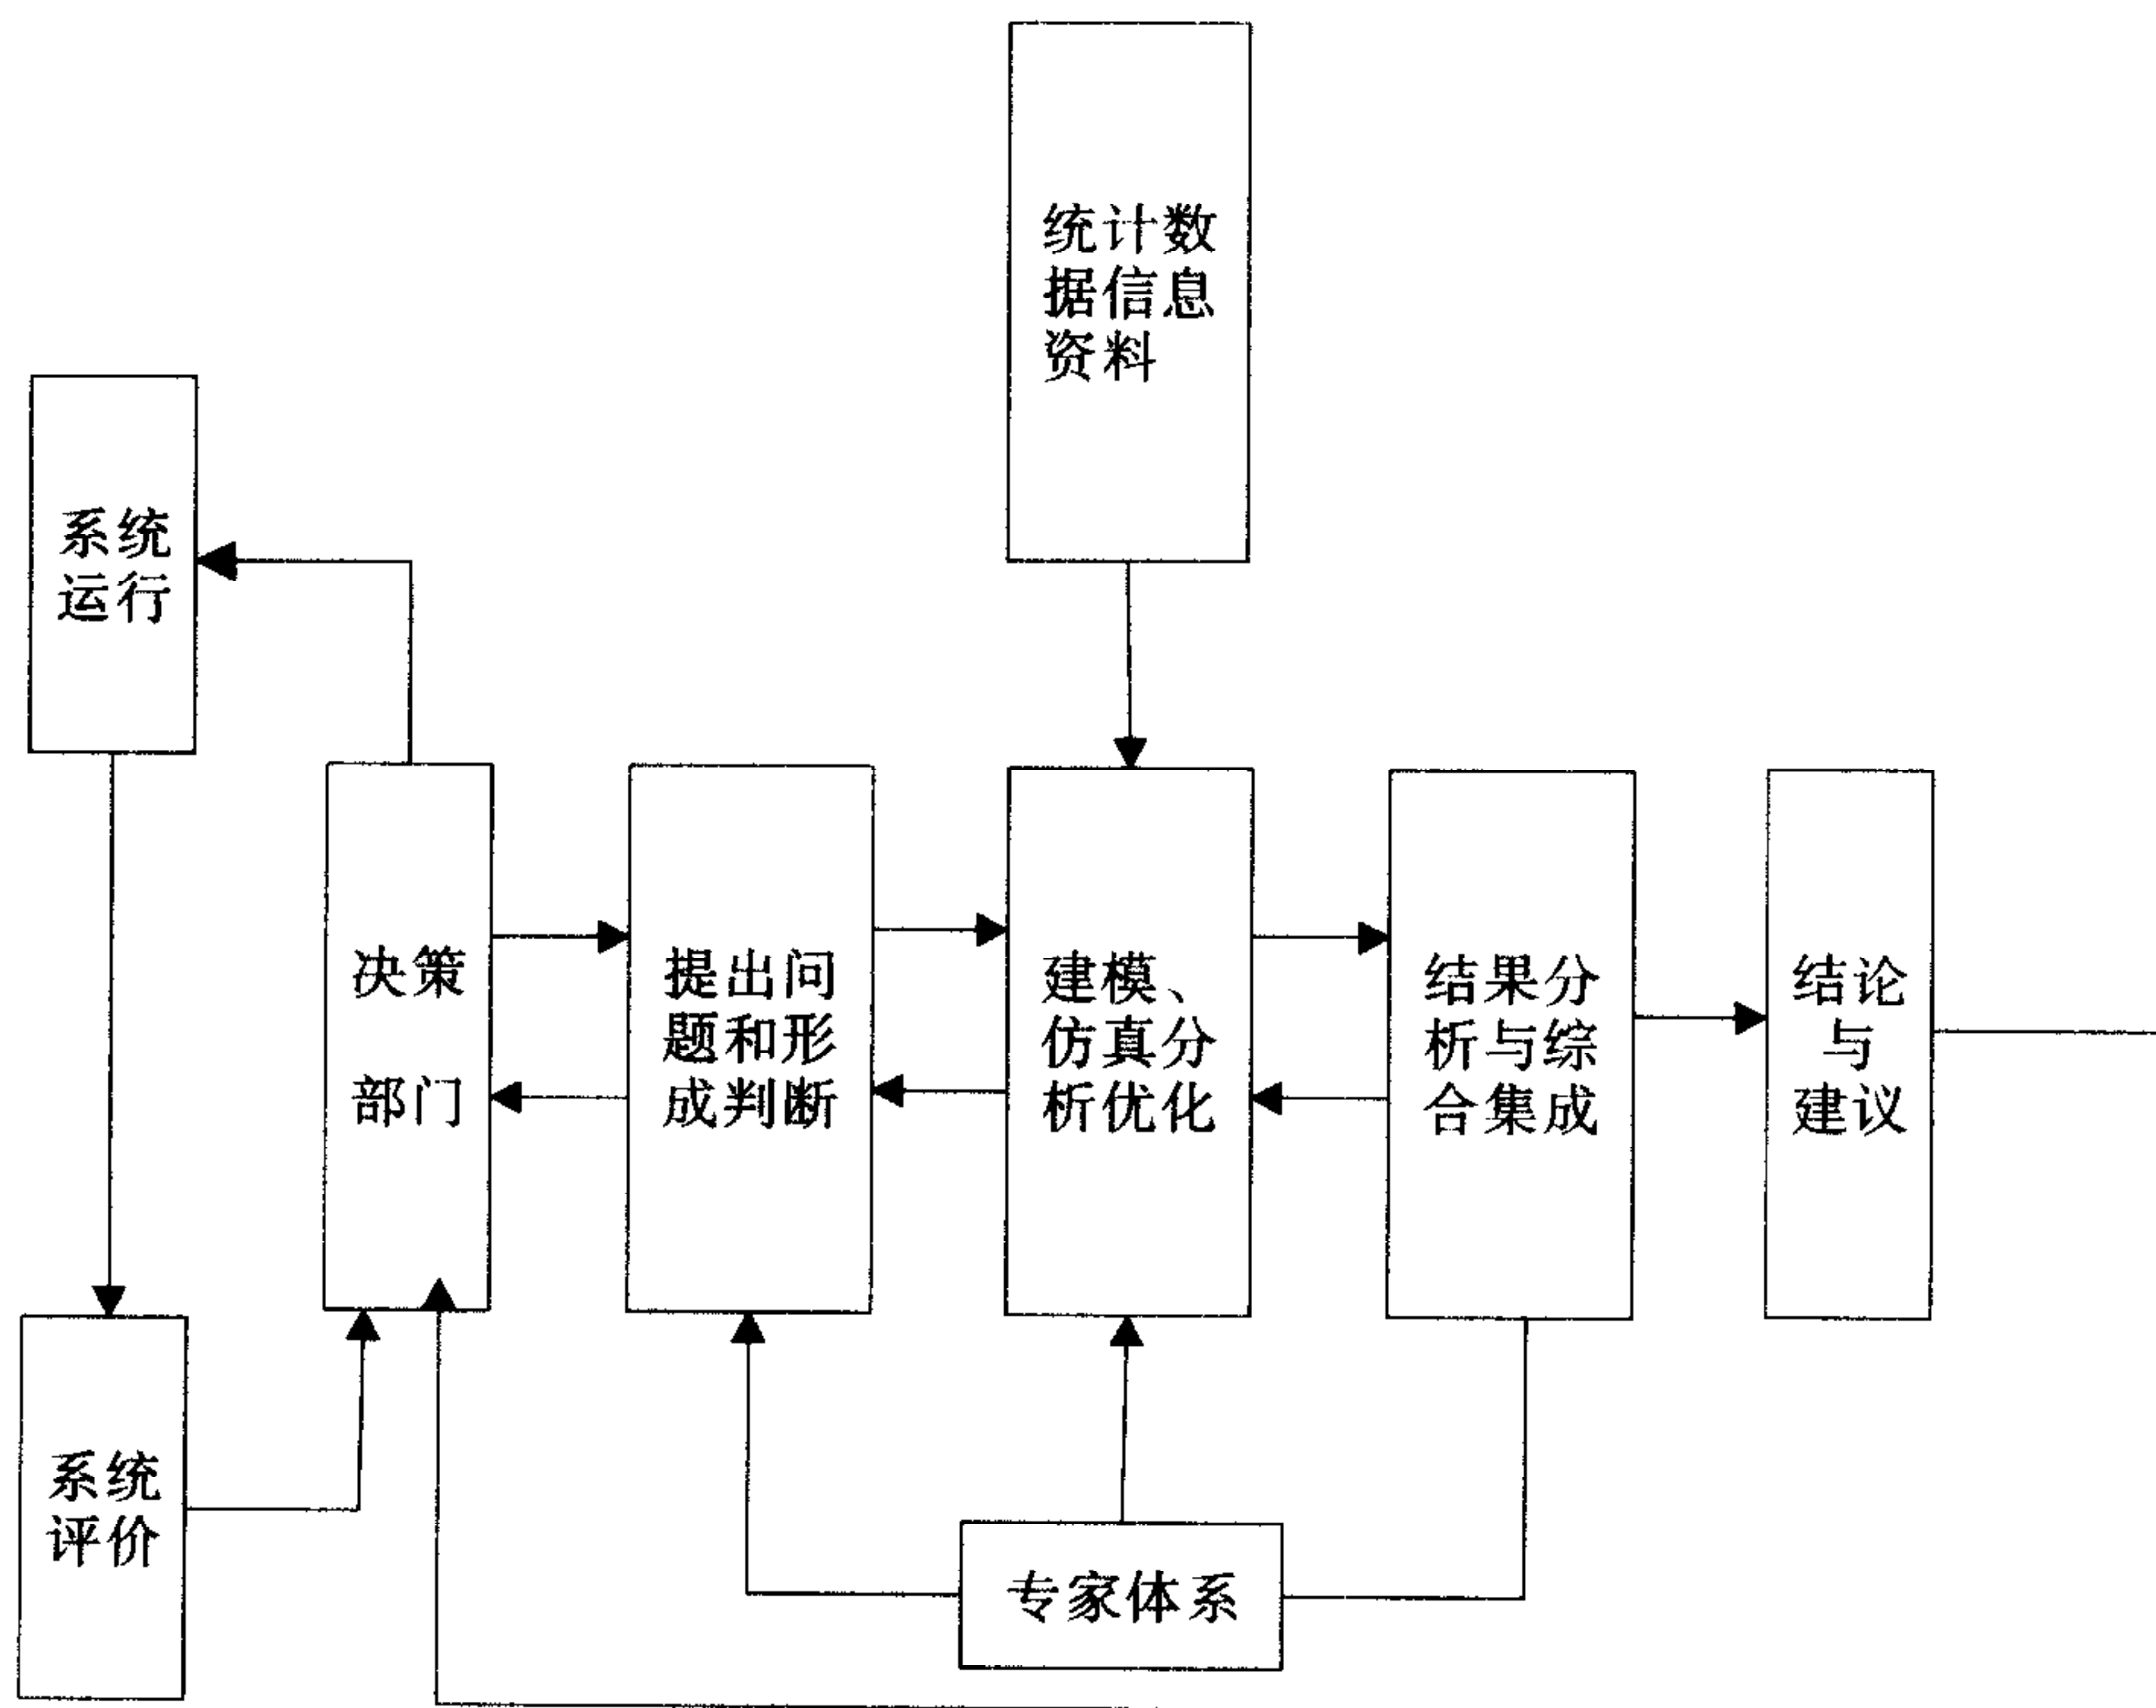 统计数
据信息
资料
系统
运行
决策
部门
提出问
题和形
成判断
建模、
仿真分
析优化
结果分
析与综
合集成
结论
与
建议
系统
评价
专家体系